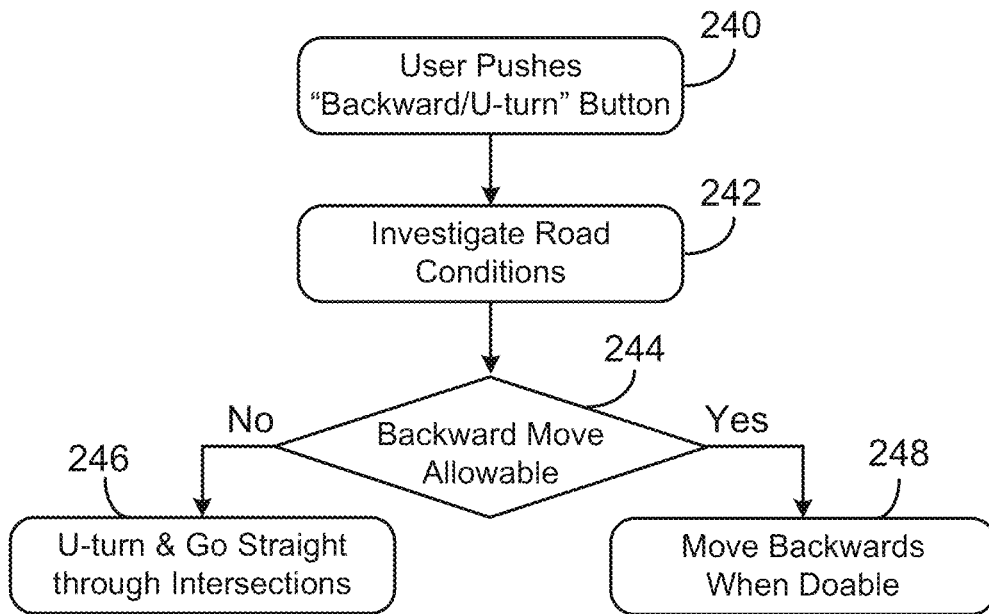 240
User Pushes
“Backward/U-turn” Button
242
Investigate Road
Conditions
244
No
Backward Move
Allowable
Yes
246
248
U-turn & Go Straight
through Intersections
Move Backwards
When Doable